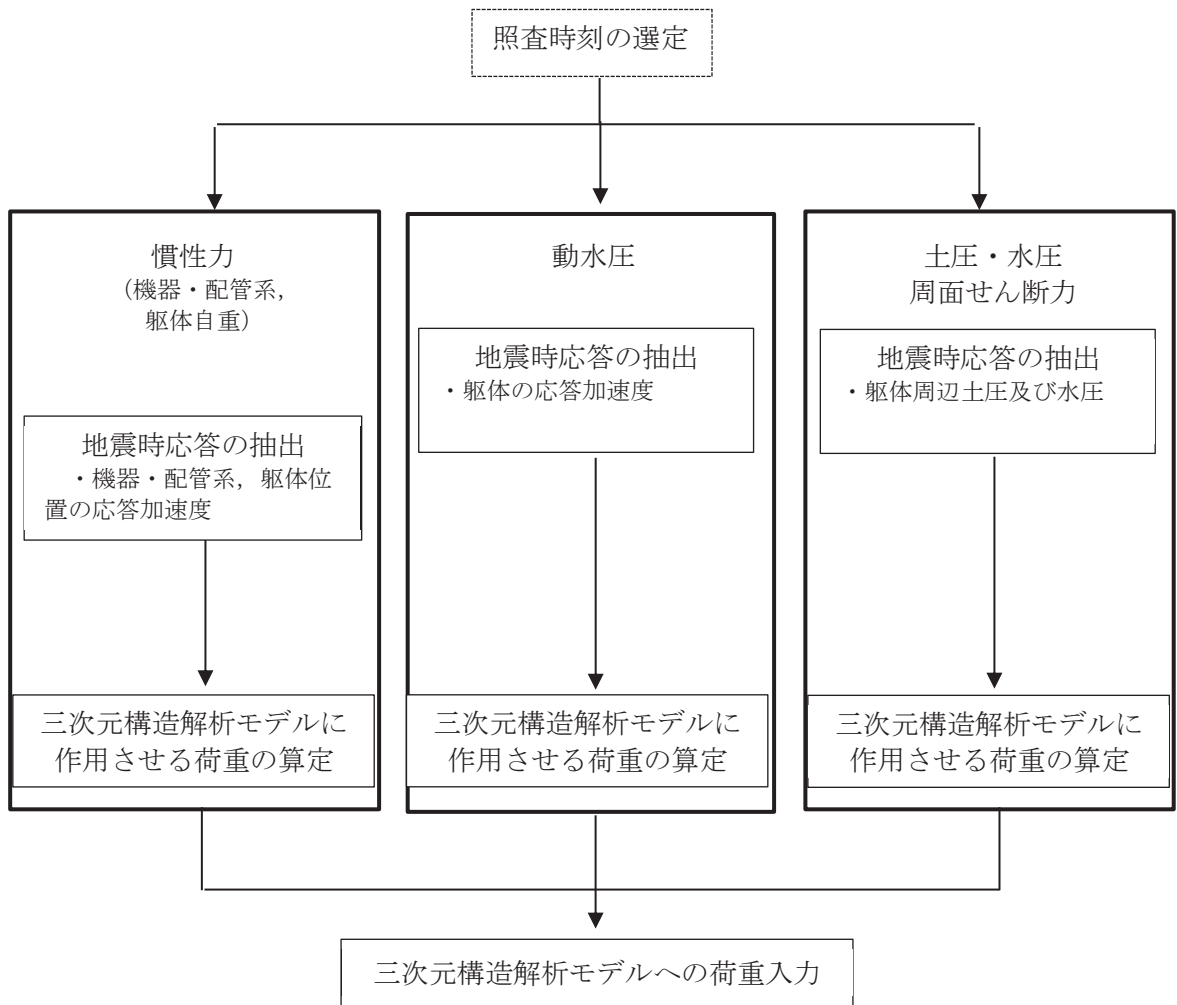 照査時刻の選定
慣性力
(機器・配管系,
躯体自重)
地震時応答の抽出
・機器・配管系, 躯体位
置の応答加速度
三次元構造解析モデルに
作用させる荷重の算定
動水圧
地震時応答の抽出
・躯体の応答加速度
三次元構造解析モデルに
作用させる荷重の算定
土圧・水圧
周面せん断力
地震時応答の抽出
・躯体周辺土圧及び水圧
三次元構造解析モデルに
作用させる荷重の算定
三次元構造解析モデルへの荷重入力